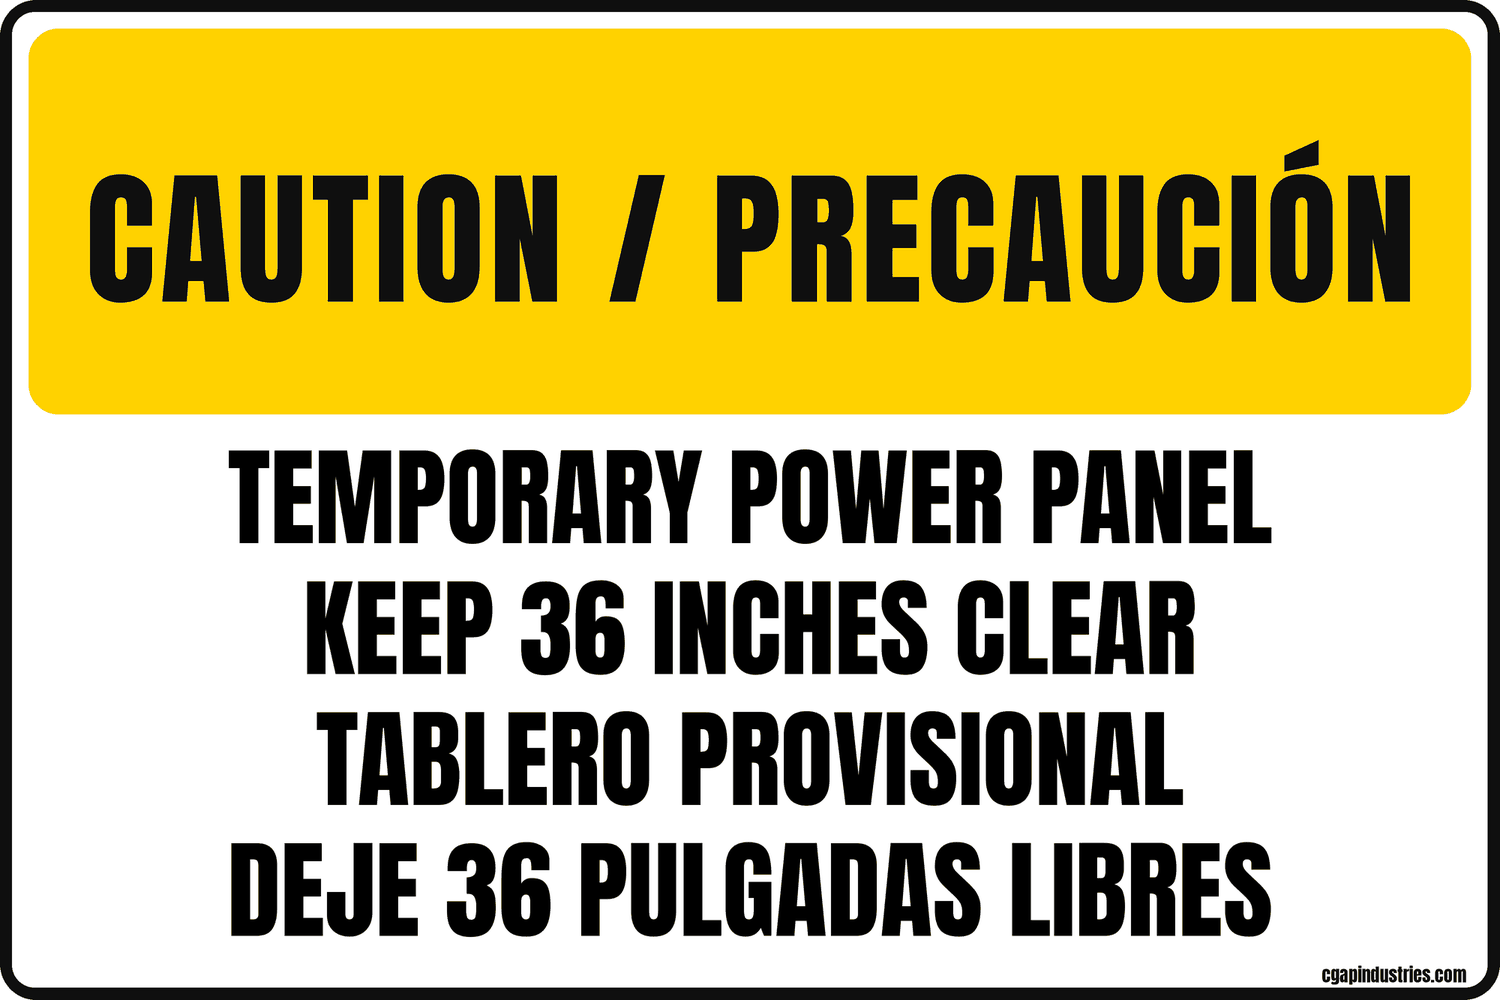 CAUTION / PRECAUCIÓN
TEMPORARY POWER PANEL
KEEP 36 INCHES CLEAR
TABLERO PROVISIONAL
DEJE 36 PULGADAS LIBRES
cgapindustries.com